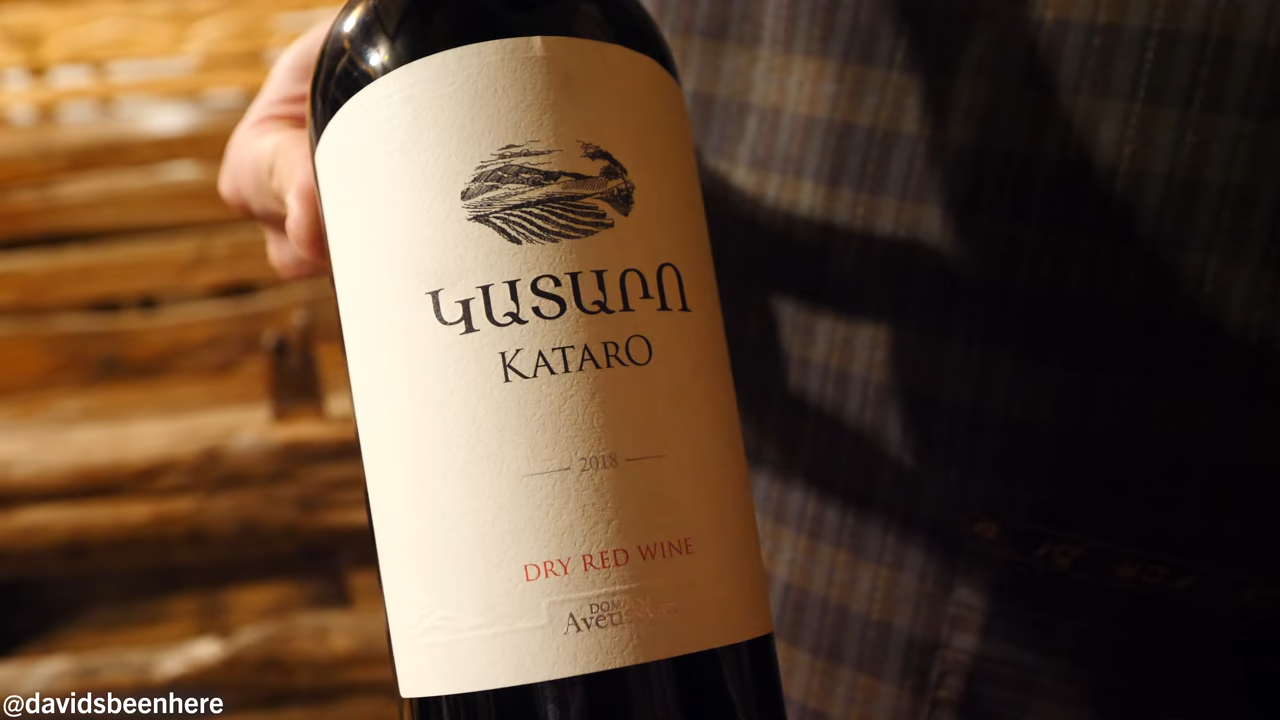 ԿԱՏԱՐՈ
KATARO
2018
DRY RED WINE
@davidsbeenhere